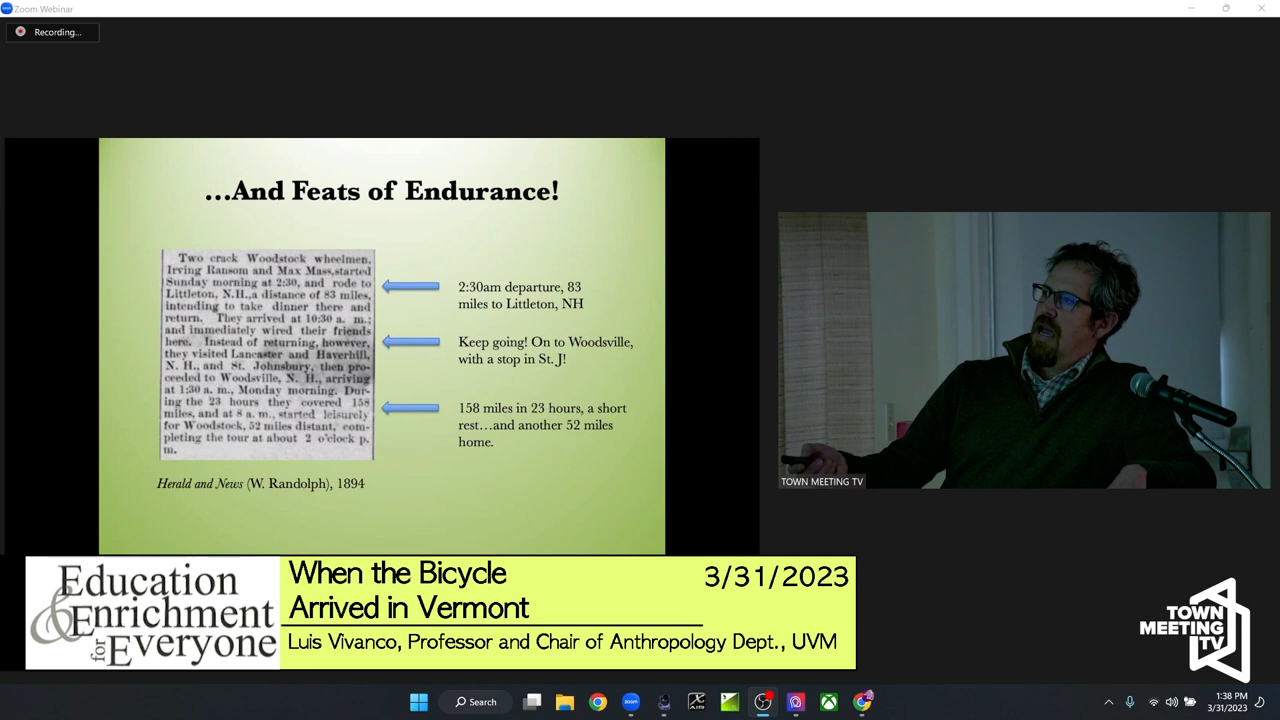 Zoom Webinar
Recording...
...And Feats of Endurance!
Two crack Woodstock wheelmen,
Irving Ransom and Max Mass,started
Sunday morning at 2:30, and rode to
Littleton, N.H.,a distance of 83 miles,
intending to take dinner there and
return. They arrived at 10:30 a. m.;
and immediately wired their friends
here. Instead of returning, however,
they visited Lancaster and Haverhill,
N. H., and St. Johnsbury, then pro-
ceeded to Woodsville, N. H., arriving
at 1:30 a. m., Monday morning. Dur-
ing the 23 hours they covered 158
miles, and at 8 a. m., started leisurely
for Woodstock, 52 miles distant, com-
pleting the tour at about 2 o'clock p.
m.
Herald and News (W. Randolph), 1894
2:30am departure, 83
miles to Littleton, NH
Keep going! On to Woodsville,
with a stop in St. J!
158 miles in 23 hours, a short
rest...and another 52 miles
home.
TOWN MEETING TV
Education
& Enrichment
for Everyone
When the Bicycle
Arrived in Vermont
3/31/2023
Luis Vivanco, Professor and Chair of Anthropology Dept., UVM
TOWN
MEETING
TV
Search
zoom
1:38 PM
3/31/2023